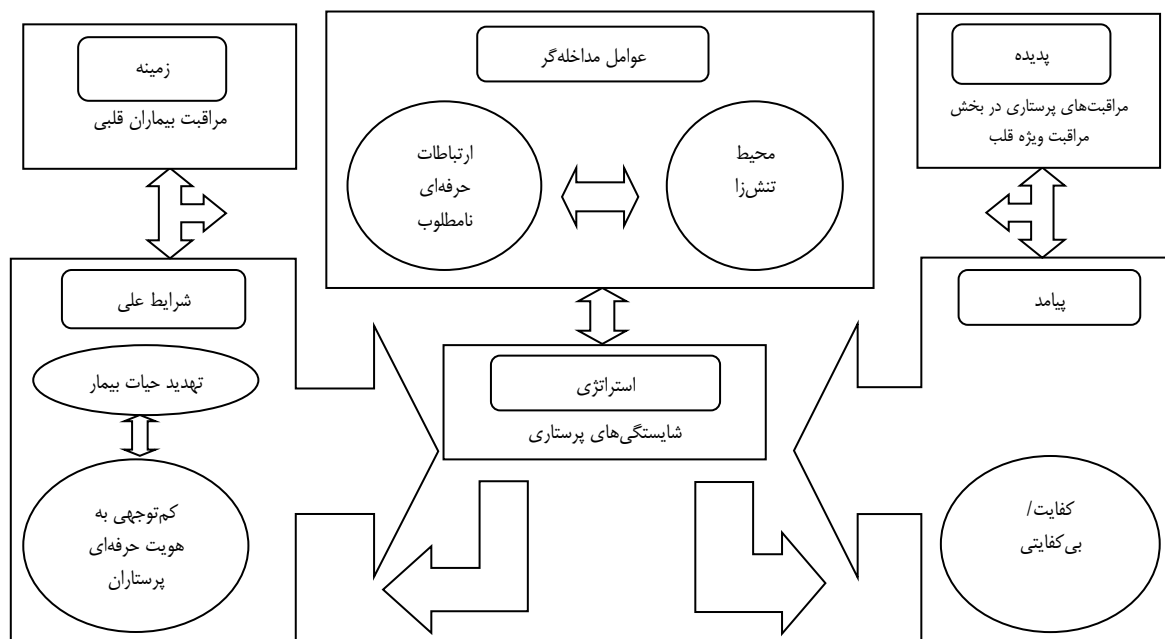 پدیده
مراقبت‌های پرستاری در بخش
مراقبت ویژه قلب
عوامل مداخله‌گر
محیط
تنش‌زا
ارتباطات
حرفه‌ای
نامطلوب
زمینه
مراقبت بیماران قلبی
پیامد
کفایت/
بی‌کفایتی
استراتژی
شایستگی‌های پرستاری
شرایط علی
تهدید حیات بیمار
کم‌توجهی به
هویت حرفه‌ای
پرستاران